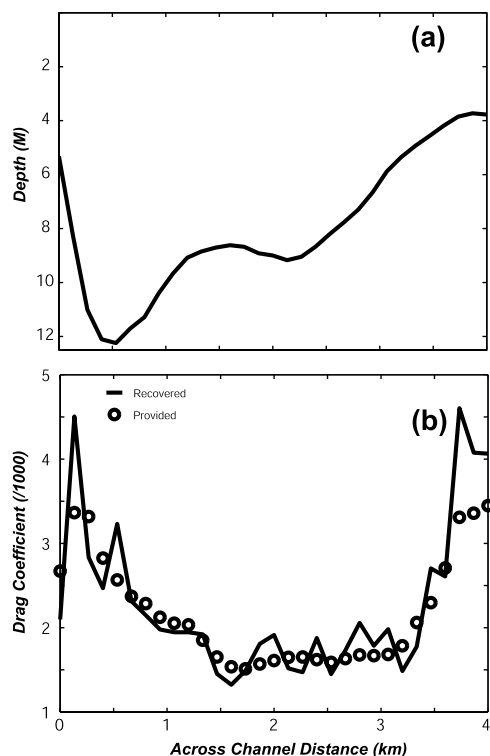 (a)
2
4
6
8
10
12
Depth (M)
5
4
3
2
1
Recovered
Provided
(b)
Drag Coefficient (/1000)
0 1 2 3 4
Across Channel Distance (km)